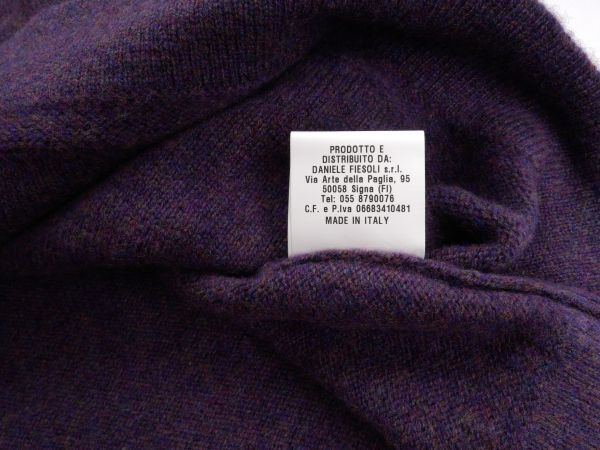 PRODOTTO E
DISTRIBUITO DA:
DANIELE FIESOLI s.r.l.
Via Arte della Paglia, 95
50058 Signa (FI)
Tel: 055 8790076
C.F. e P.Iva 06683410481
MADE IN ITALY